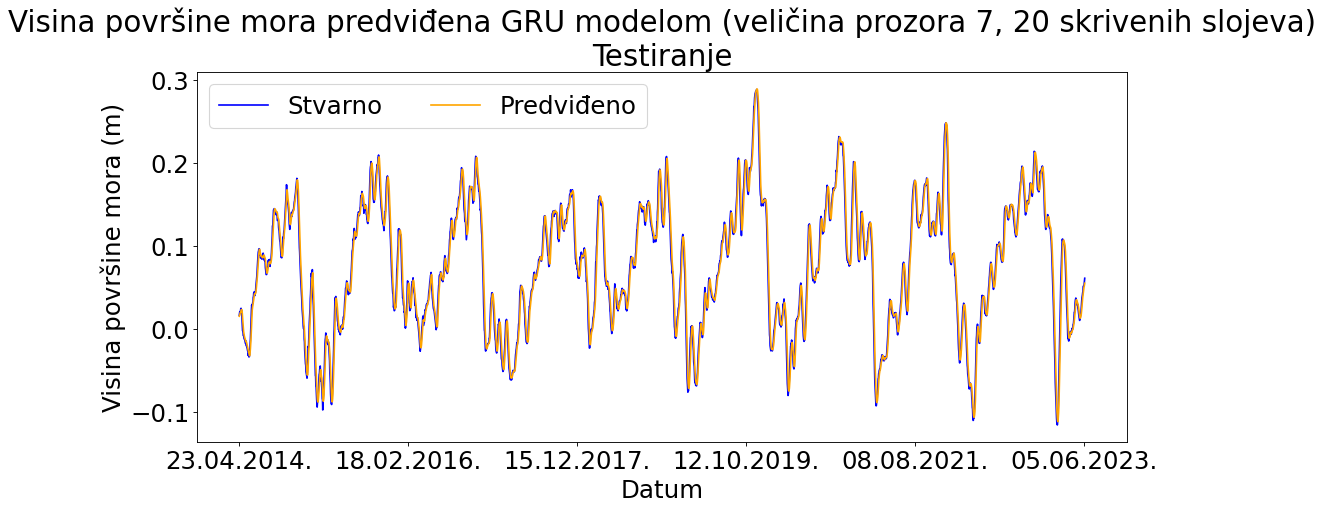 Visina površine mora predviđena GRU modelom (veličina prozora 7, 20 skrivenih slojeva)
Testiranje
Stvarno Predviđeno
Visina površine mora (m)
0.3
0.2
0.1
0.0
−0.1
23.04.2014. 18.02.2016. 15.12.2017. 12.10.2019. 08.08.2021. 05.06.2023.
Datum